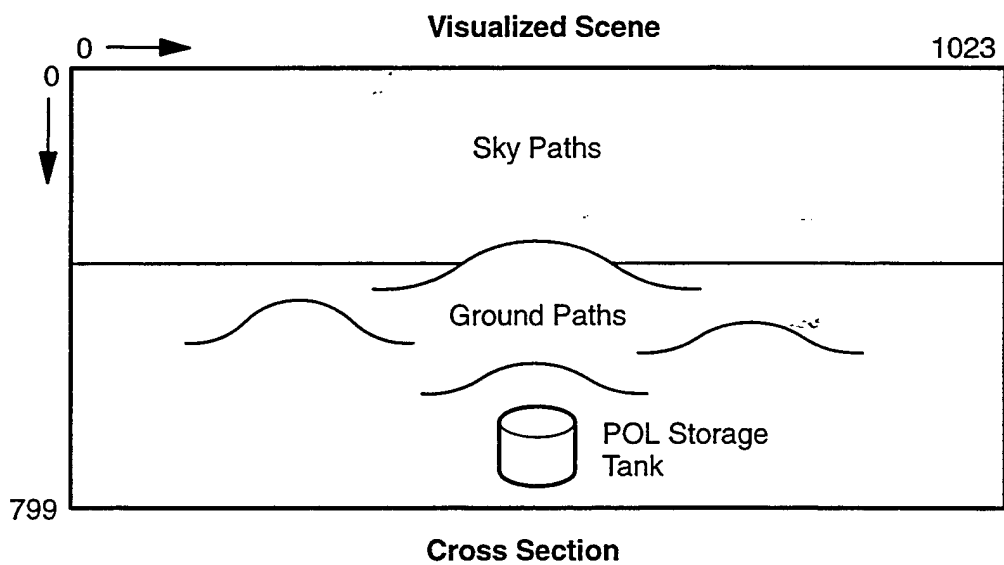 Visualized Scene
0
1023
0
Sky Paths
Ground Paths
POL Storage
Tank
799
Cross Section